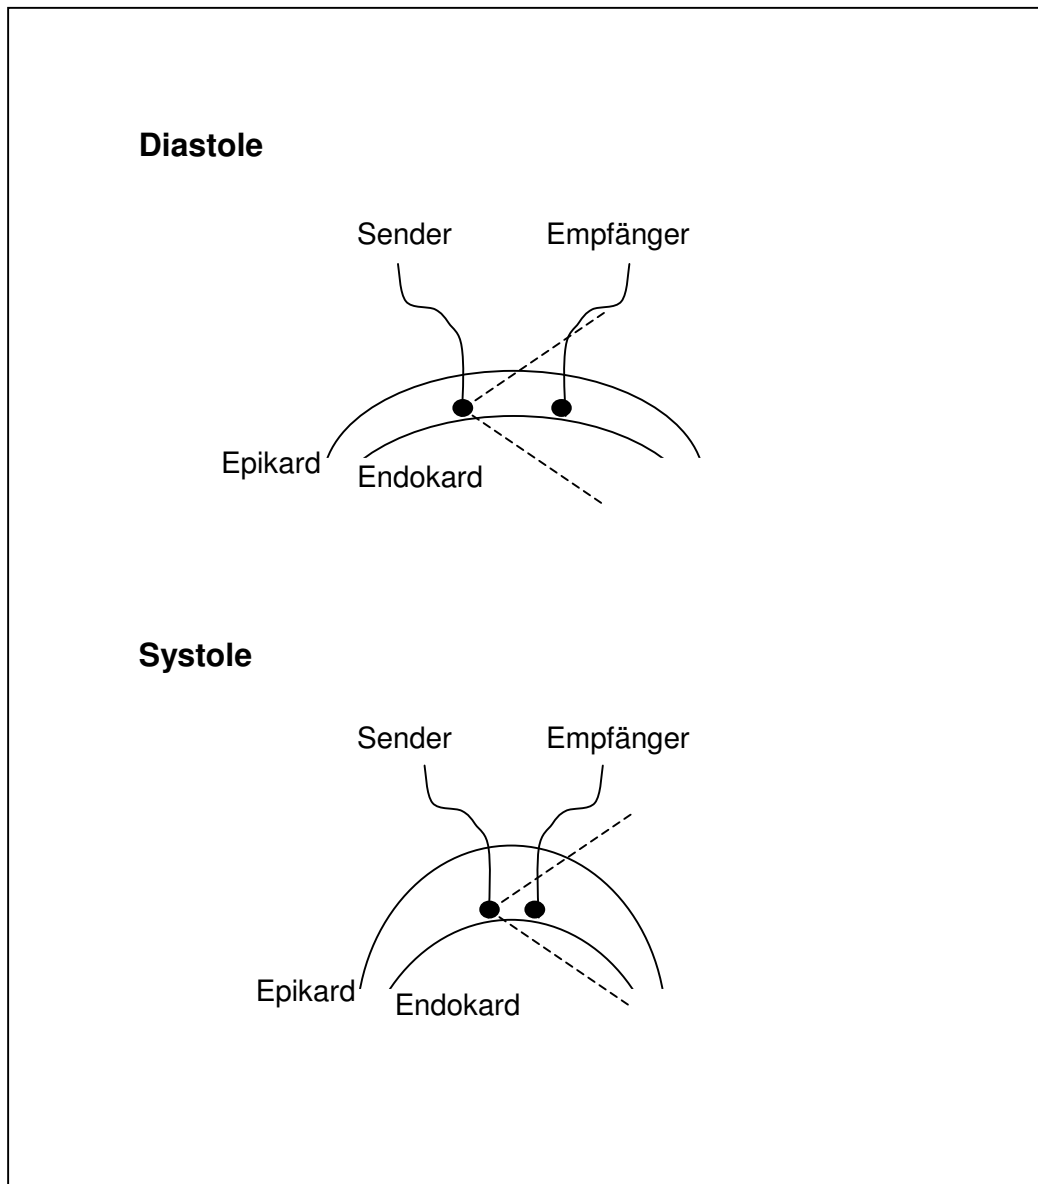 Diastole
Sender Empfänger
Epikard
Endokard
Systole
Sender Empfänger
Epikard
Endokard